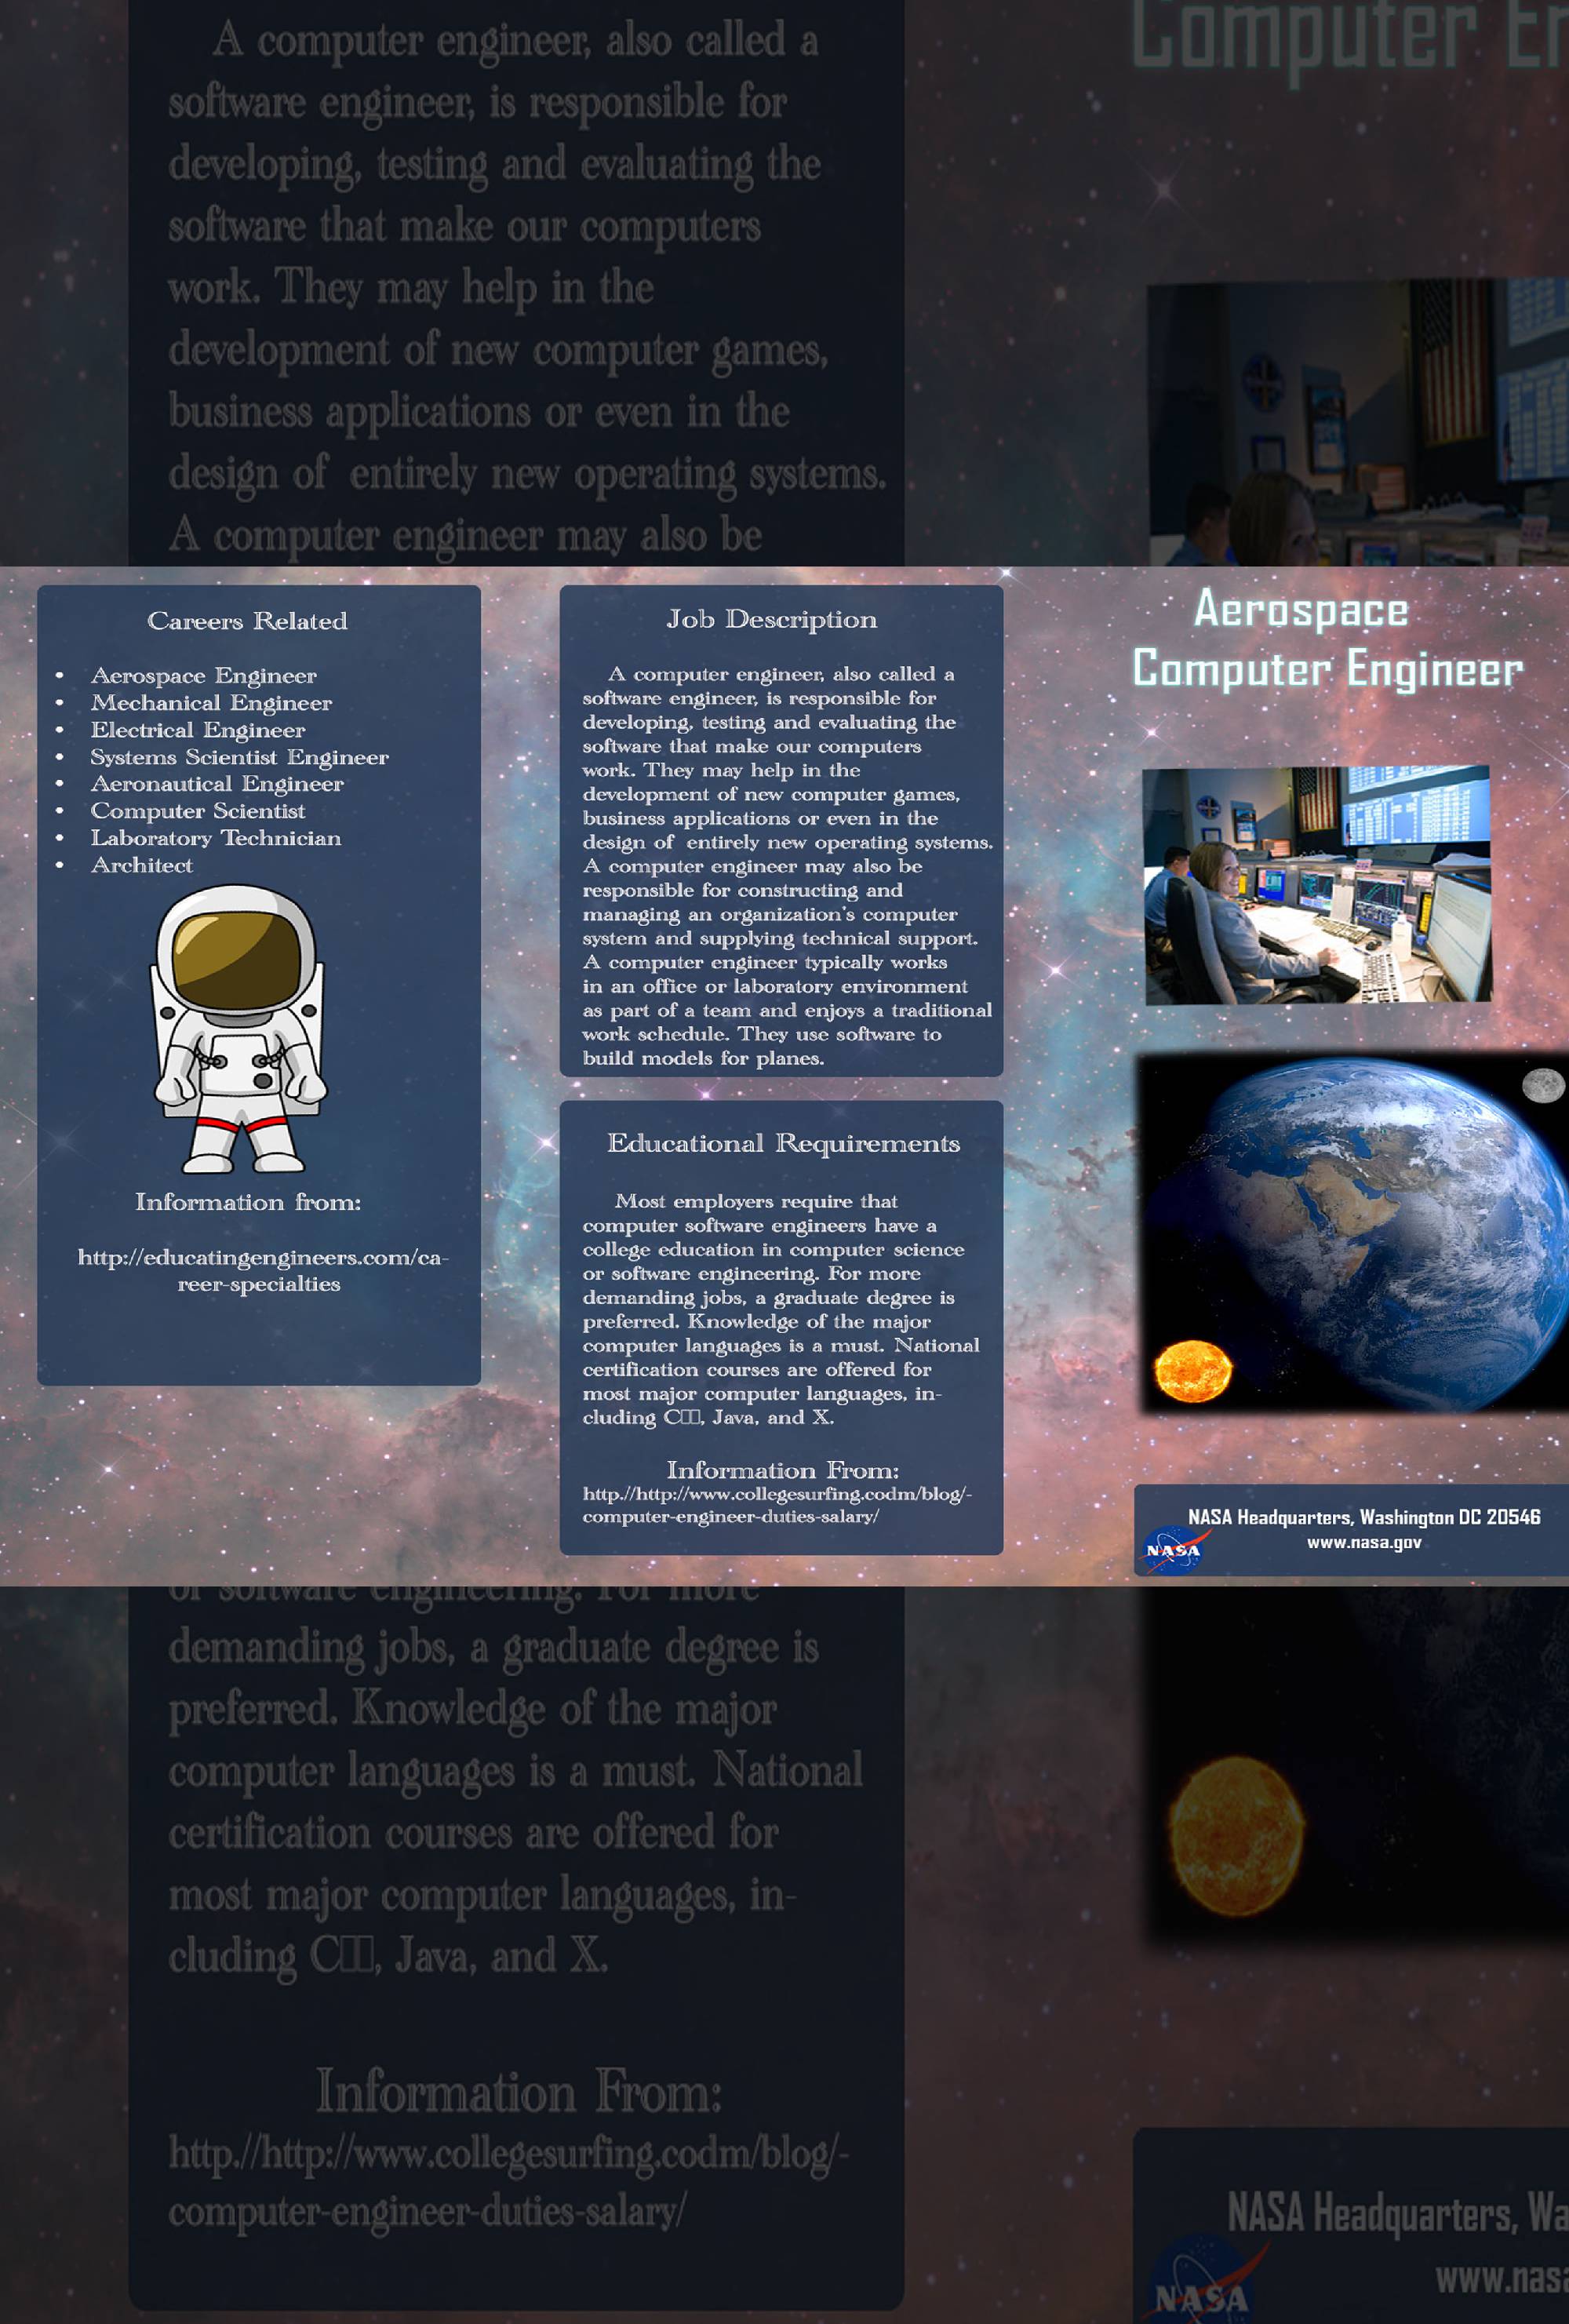 Careers Related
• Aerospace Engineer
• Mechanical Engineer
• Electrical Engineer
• Systems Scientist Engineer
• Aeronautical Engineer
• Computer Scientist
• Laboratory Technician
• Architect
Information from:
http://educatingengineers.com/ca-
reer-specialties
Job Description
A computer engineer, also called a
software engineer, is responsible for
developing, testing and evaluating the
software that make our computers
work. They may help in the
development of new computer games,
business applications or even in the
design of  entirely new operating systems.
A computer engineer may also be
responsible for constructing and
managing an organization's computer
system and supplying technical support.
A computer engineer typically works
in an office or laboratory environment
as part of a team and enjoys a traditional
work schedule. They use software to
build models for planes.
Educational Requirements
Most employers require that
computer software engineers have a
college education in computer science
or software engineering. For more
demanding jobs, a graduate degree is
preferred. Knowledge of the major
computer languages is a must. National
certification courses are offered for
most major computer languages, in-
cluding C□□, Java, and X.
Information From:
http.//http://www.collegesurfing.codm/blog/-
computer-engineer-duties-salary/
Aerospace
Computer Engineer
NASA Headquarters, Washington DC 20546
www.nasa.gov
NASA
A computer engineer, also called a
software engineer, is responsible for
developing, testing and evaluating the
software that make our computers
work. They may help in the
development of new computer games,
business applications or even in the
design of  entirely new operating systems.
A computer engineer may also be
Computer En
or software engineering. For more
demanding jobs, a graduate degree is
preferred. Knowledge of the major
computer languages is a must. National
certification courses are offered for
most major computer languages, in-
cluding C□□, Java, and X.
Information From:
http.//http://www.collegesurfing.codm/blog/-
computer-engineer-duties-salary/
NASA Headquarters, Wa
www.nasa
NASA